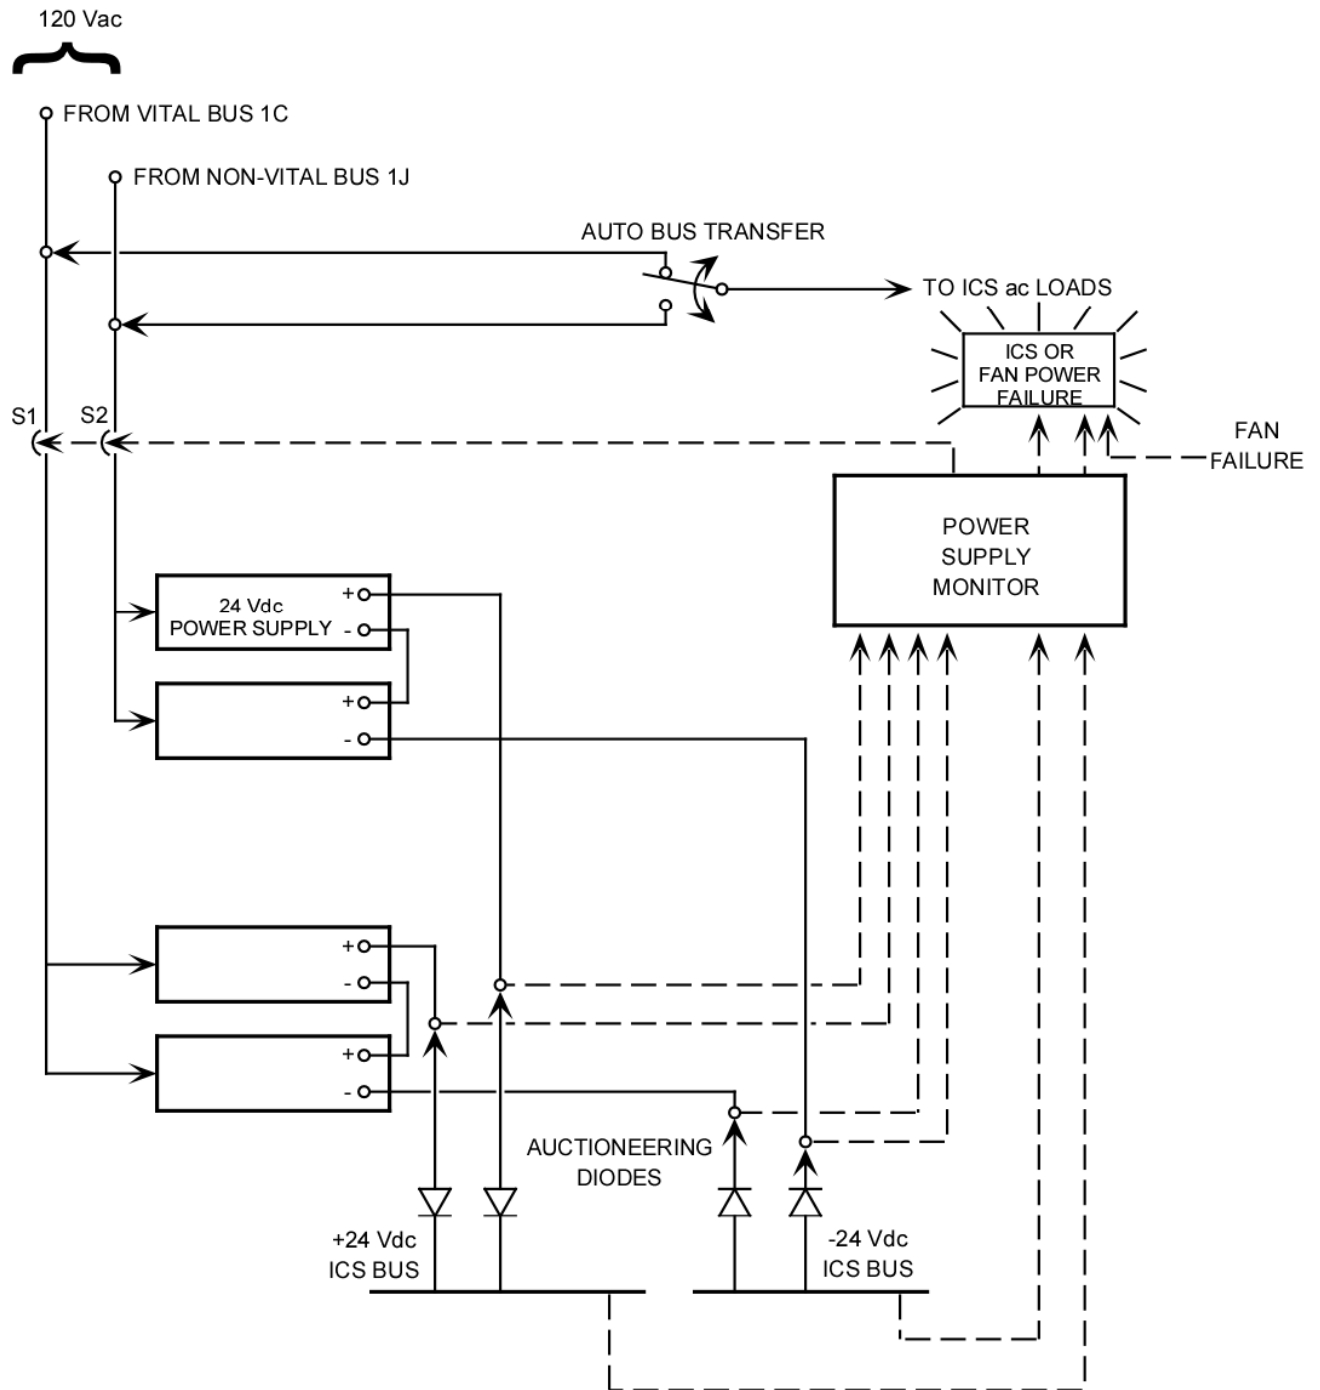 120 Vac
FROM VITAL BUS 1C
FROM NON-VITAL BUS 1J
AUTO BUS TRANSFER
TO ICS ac LOADS
ICS OR
FAN POWER
FAILURE
S1
S2
FAN
FAILURE
POWER
SUPPLY
MONITOR
24 Vdc
POWER SUPPLY
+
-
+
-
+
-
+
-
AUCTIONEERING
DIODES
+24 Vdc
ICS BUS
-24 Vdc
ICS BUS